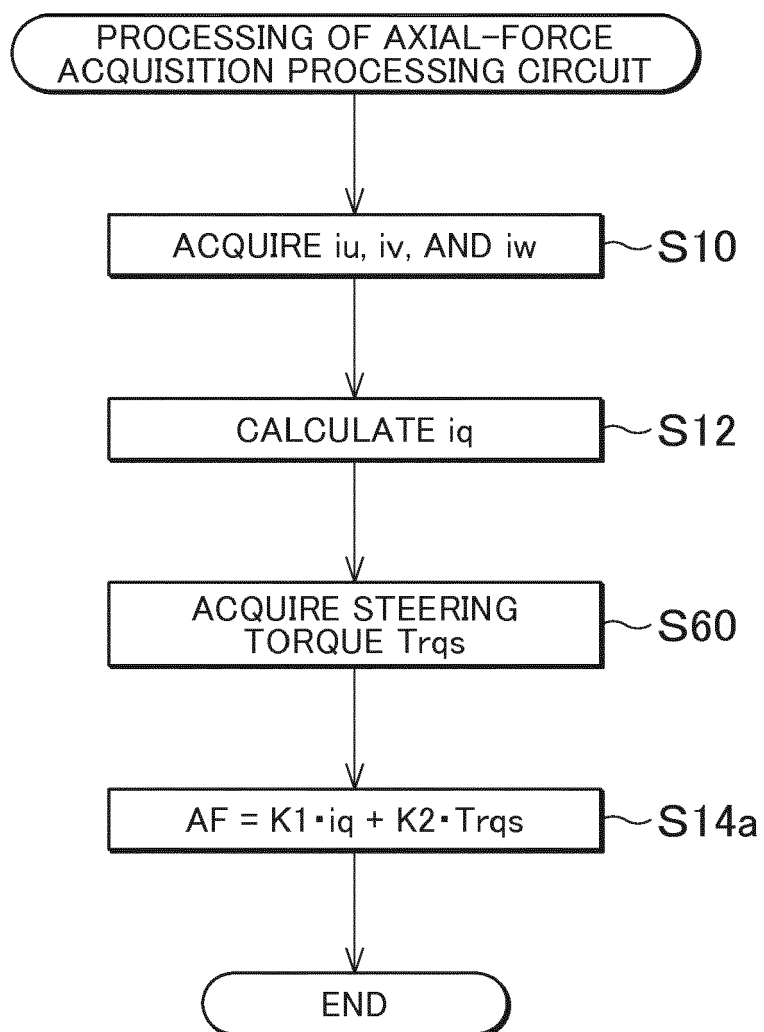 PROCESSING OF AXIAL-FORCE
ACQUISITION PROCESSING CIRCUIT
ACQUIRE iu, iv, AND iw
S10
CALCULATE iq
S12
ACQUIRE STEERING
TORQUE Trqs
S60
AF = K1・iq + K2・Trqs
S14a
END